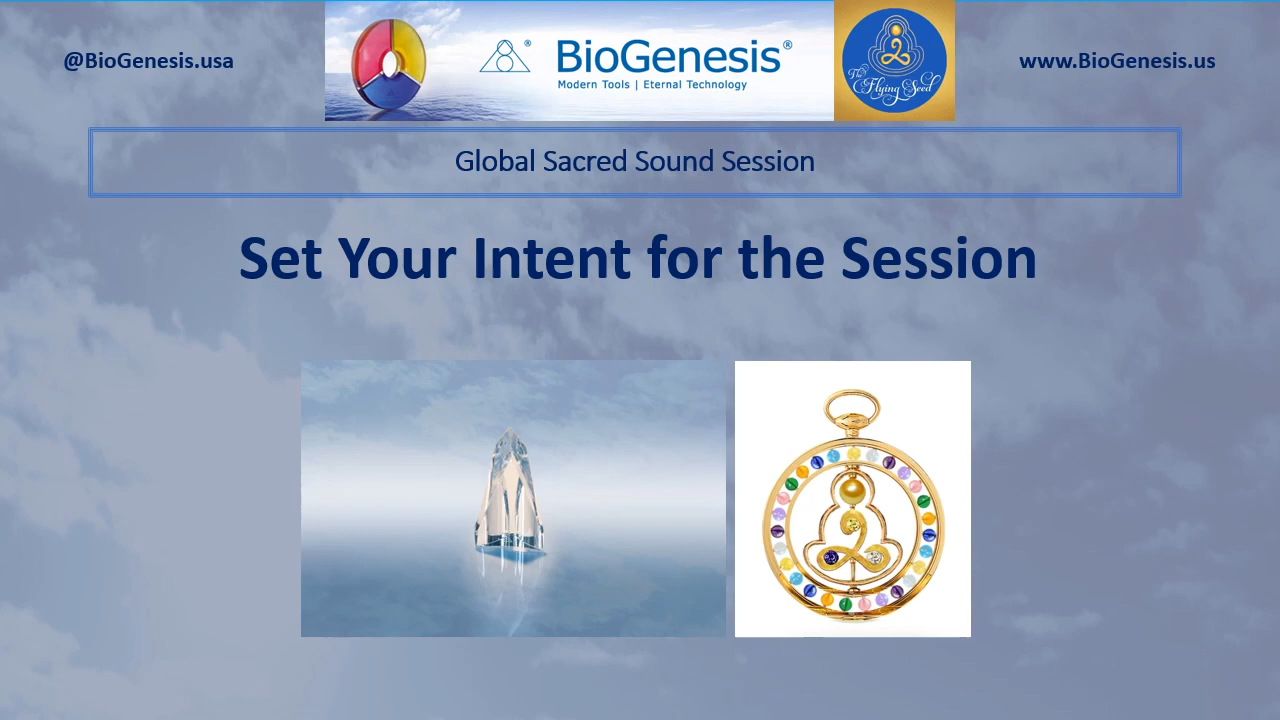 @BioGenesis.usa
BioGenesis®
Modern Tools | Eternal Technology
The
Flying Seed
www.BioGenesis.us
Global Sacred Sound Session
Set Your Intent for the Session